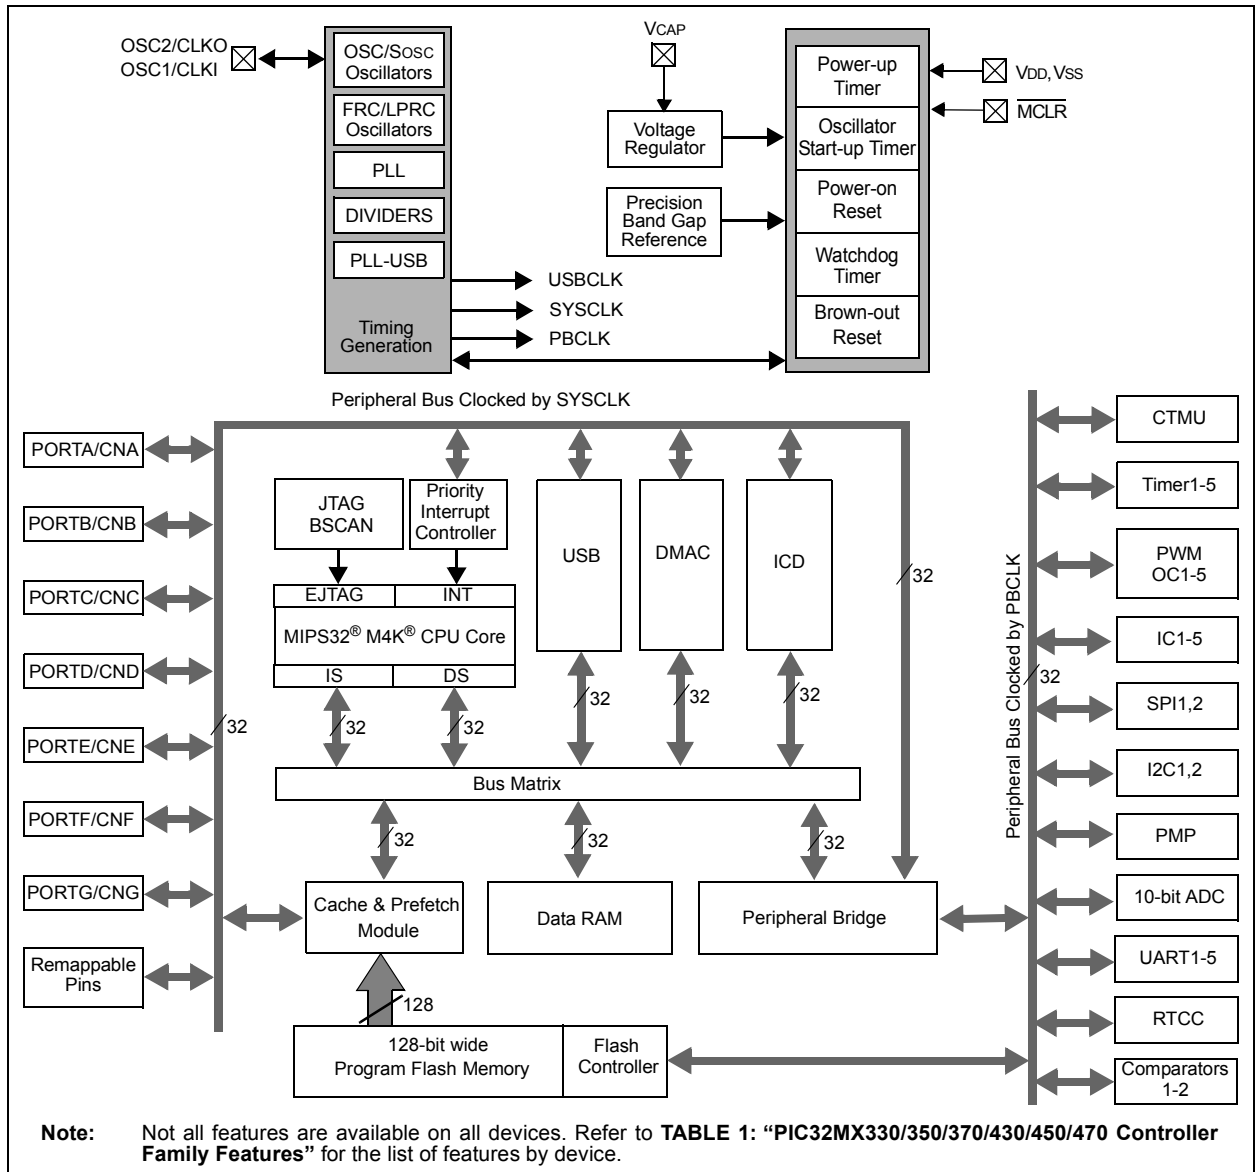 OSC2/CLKO
OSC1/CLKI
OSC/SOSC
Oscillators
FRC/LPRC
Oscillators
PLL
DIVIDERS
PLL-USB
Timing
Generation
USBCLK
SYSCLK
PBCLK
VCAP
Voltage
Regulator
Precision
Band Gap
Reference
Power-up
Timer
Oscillator
Start-up Timer
Power-on
Reset
Watchdog
Timer
Brown-out
Reset
VDD, VSS
MCLR
Peripheral Bus Clocked by SYSCLK
PORTA/CNA
PORTB/CNB
PORTC/CNC
PORTD/CND
PORTE/CNE
PORTF/CNF
PORTG/CNG
Remappable
Pins
32
JTAG
BSCAN
Priority
Interrupt
Controller
EJTAG
INT
MIPS32® M4K® CPU Core
IS
DS
USB
DMAC
ICD
32
32
32
32
32
32
Bus Matrix
32
32
32
Cache & Prefetch
Module
Data RAM
Peripheral Bridge
128
128-bit wide
Program Flash Memory
Flash
Controller
Peripheral Bus Clocked by PBCLK
32
CTMU
Timer1-5
PWM
OC1-5
IC1-5
SPI1,2
I2C1,2
PMP
10-bit ADC
UART1-5
RTCC
Comparators
1-2
Note: Not all features are available on all devices. Refer to TABLE 1: “PIC32MX330/350/370/430/450/470 Controller
Family Features” for the list of features by device.